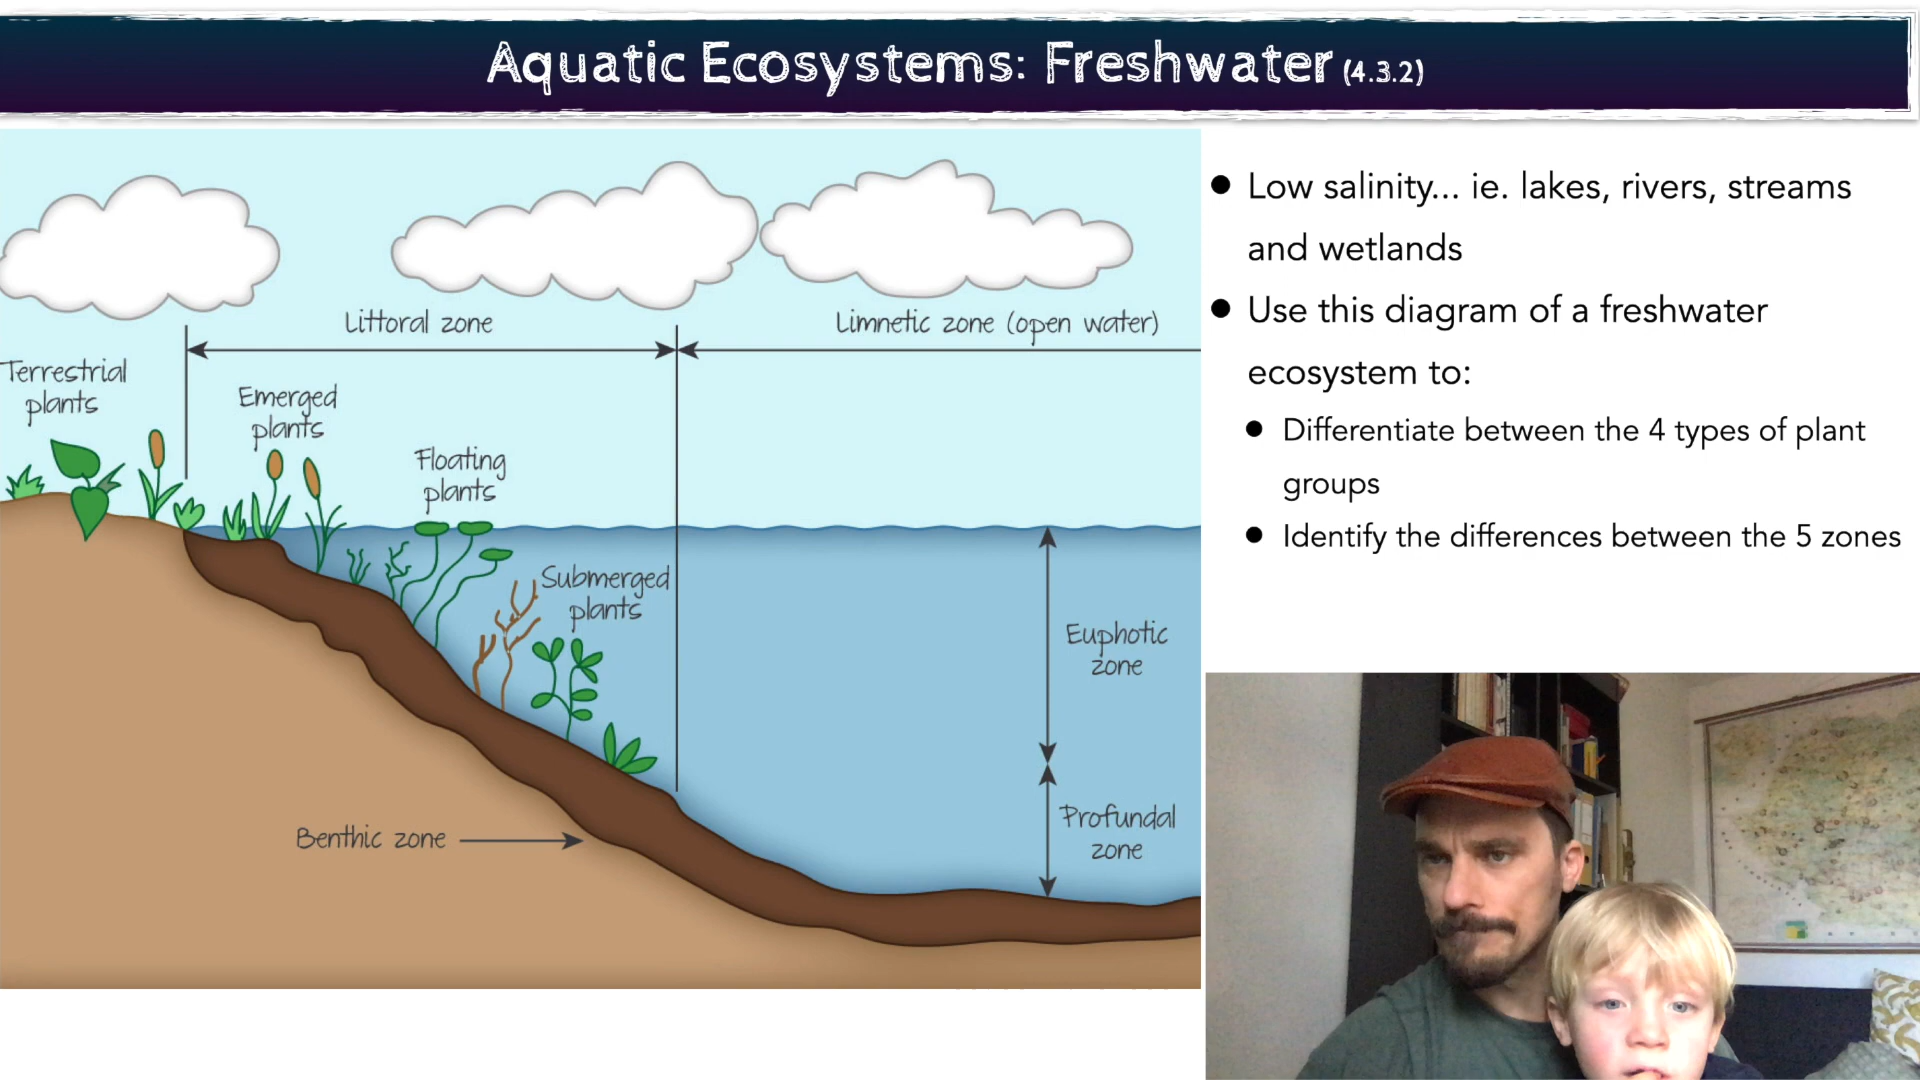 Aquatic Ecosystems: Freshwater (4.3.2)
Littoral zone
Limnetic zone (open water)
Terrestrial
plants
Emerged
plants
Floating
plants
Submerged
plants
Euphotic
zone
Profundal
zone
Benthic zone
• Low salinity... ie. lakes, rivers, streams
and wetlands
• Use this diagram of a freshwater
ecosystem to:
• Differentiate between the 4 types of plant
groups
• Identify the differences between the 5 zones